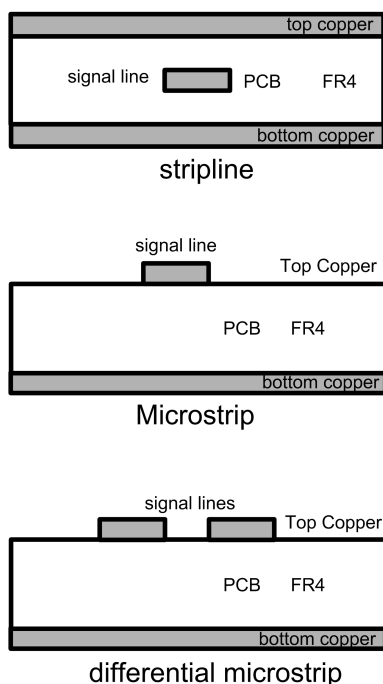 top copper
signal line PCB FR4
bottom copper
stripline
signal line
Top Copper
PCB FR4
bottom copper
Microstrip
signal lines
Top Copper
PCB FR4
bottom copper
differential microstrip